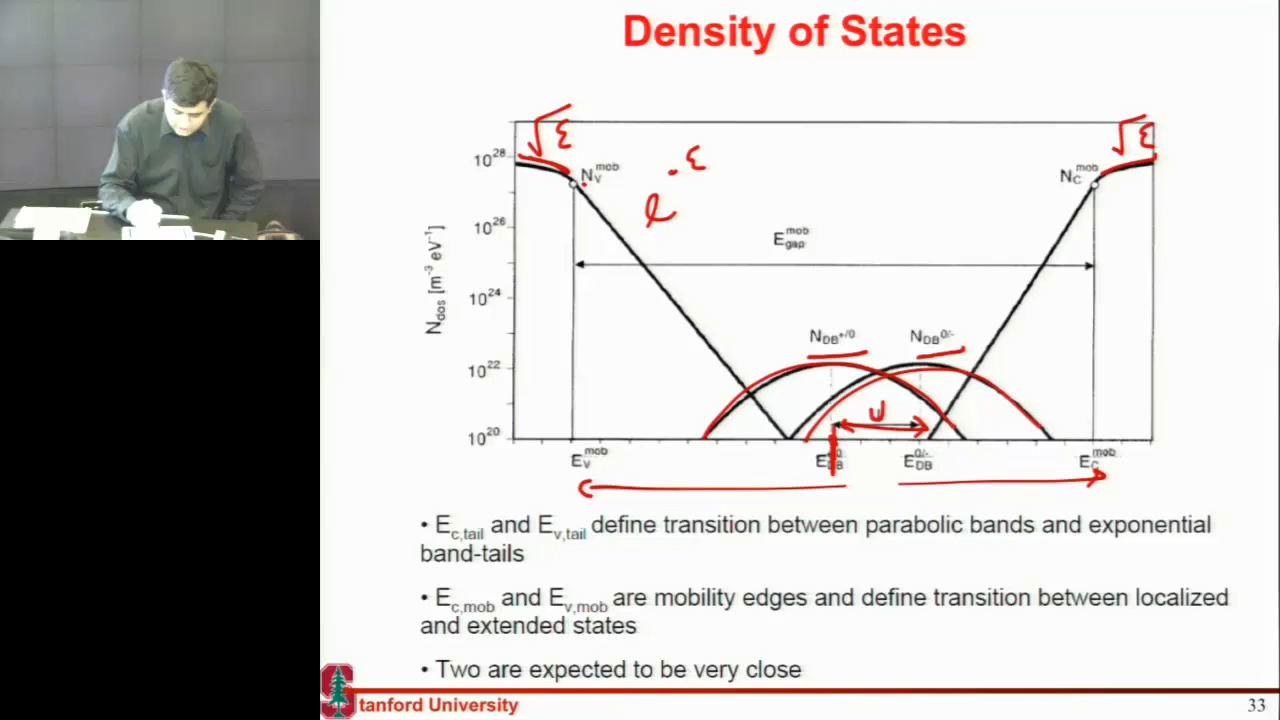 Density of States
√ε
√ε
10^28
N_V^mob
e^-ε
N_C^mob
10^26
E_gap^mob
N_dos [m^-3 eV^-1]
10^24
N_DB^+/0
N_DB^0/-
10^22
U
10^20
E_V^mob
E_DB^0/-
E_C^mob
• E_c,tail and E_v,tail define transition between parabolic bands and exponential
band-tails
• E_c,mob and E_v,mob are mobility edges and define transition between localized
and extended states
• Two are expected to be very close
Stanford University
33